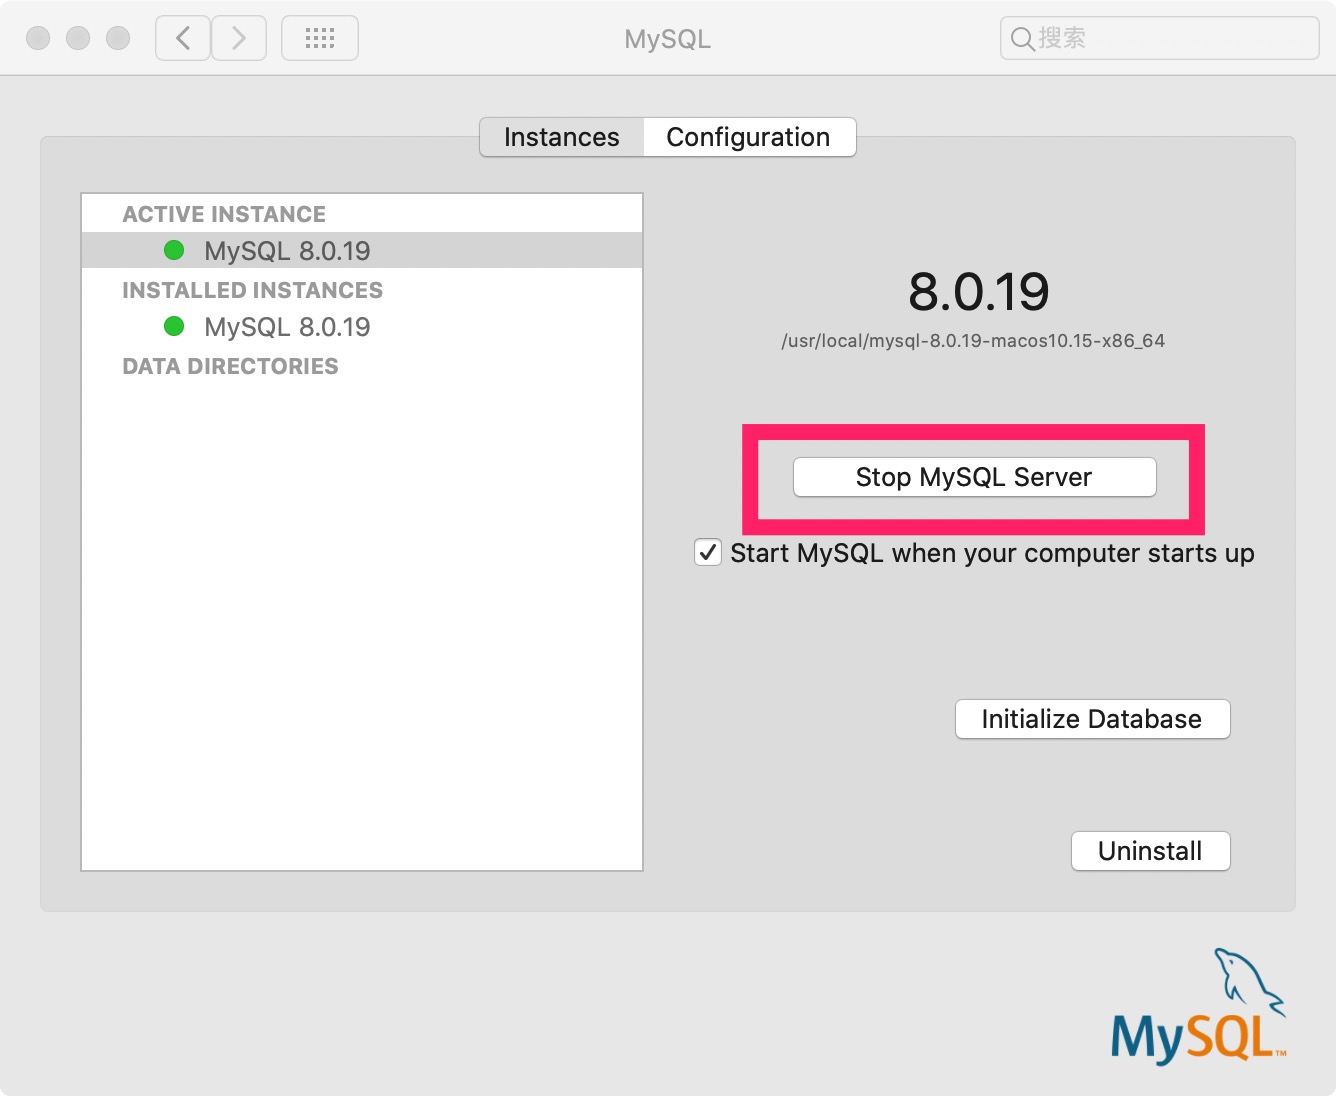 MySQL
搜索
Instances
Configuration
ACTIVE INSTANCE
MySQL 8.0.19
INSTALLED INSTANCES
MySQL 8.0.19
DATA DIRECTORIES
8.0.19
/usr/local/mysql-8.0.19-macos10.15-x86_64
Stop MySQL Server
Start MySQL when your computer starts up
Initialize Database
Uninstall
MySQL™